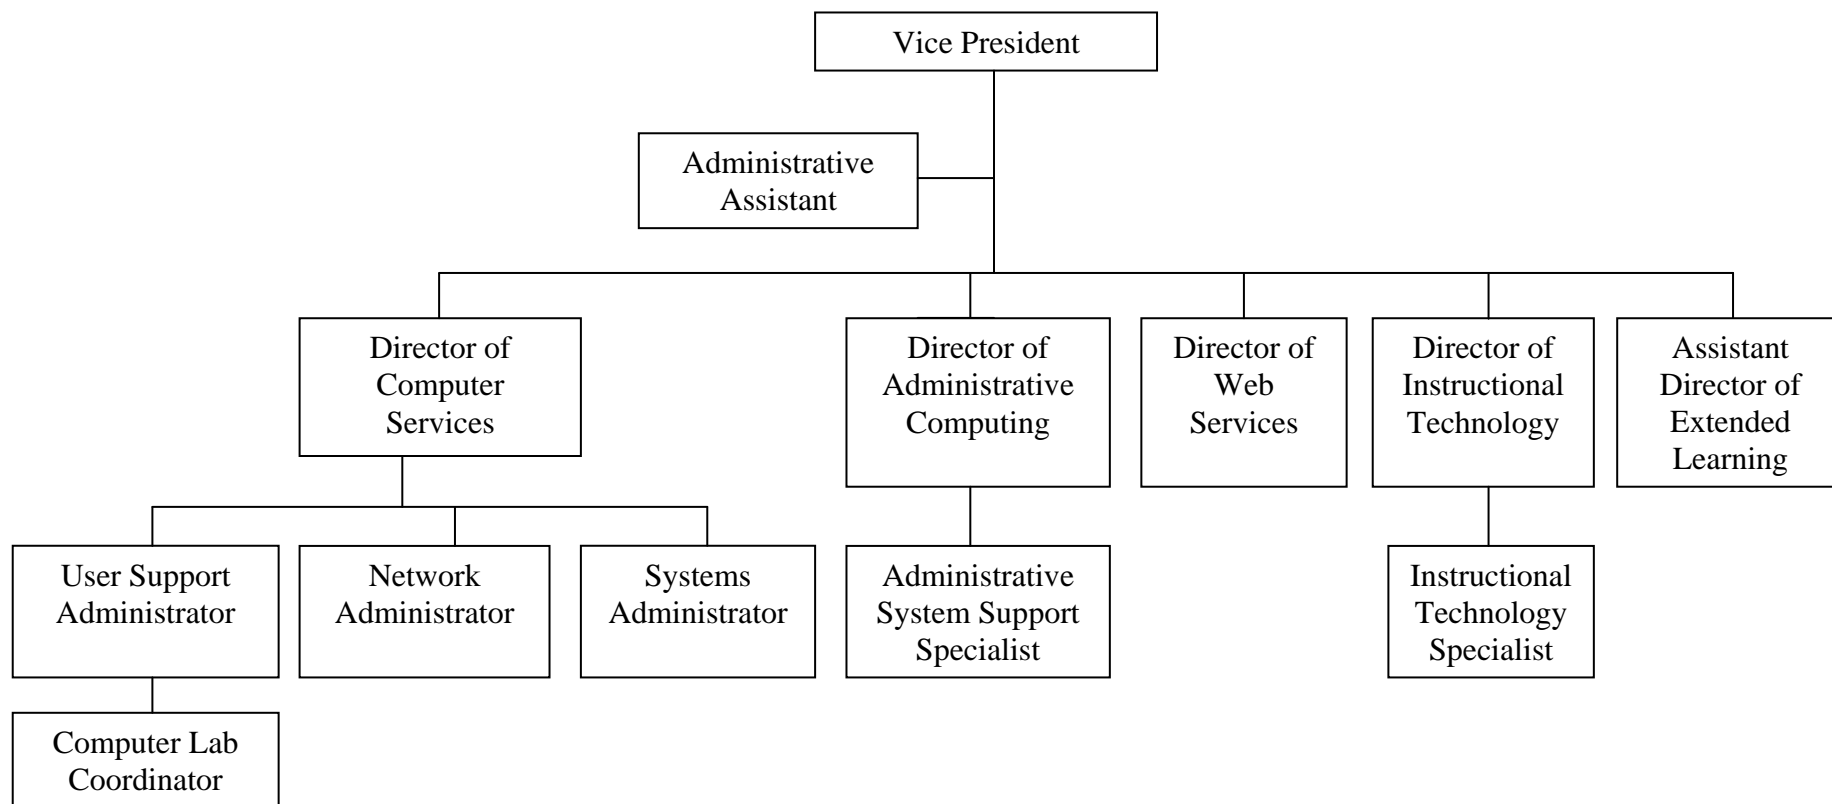 Vice President
Administrative
Assistant
Director of
Computer
Services
Director of
Administrative
Computing
Director of
Web
Services
Director of
Instructional
Technology
Assistant
Director of
Extended
Learning
User Support
Administrator
Network
Administrator
Systems
Administrator
Administrative
System Support
Specialist
Instructional
Technology
Specialist
Computer Lab
Coordinator